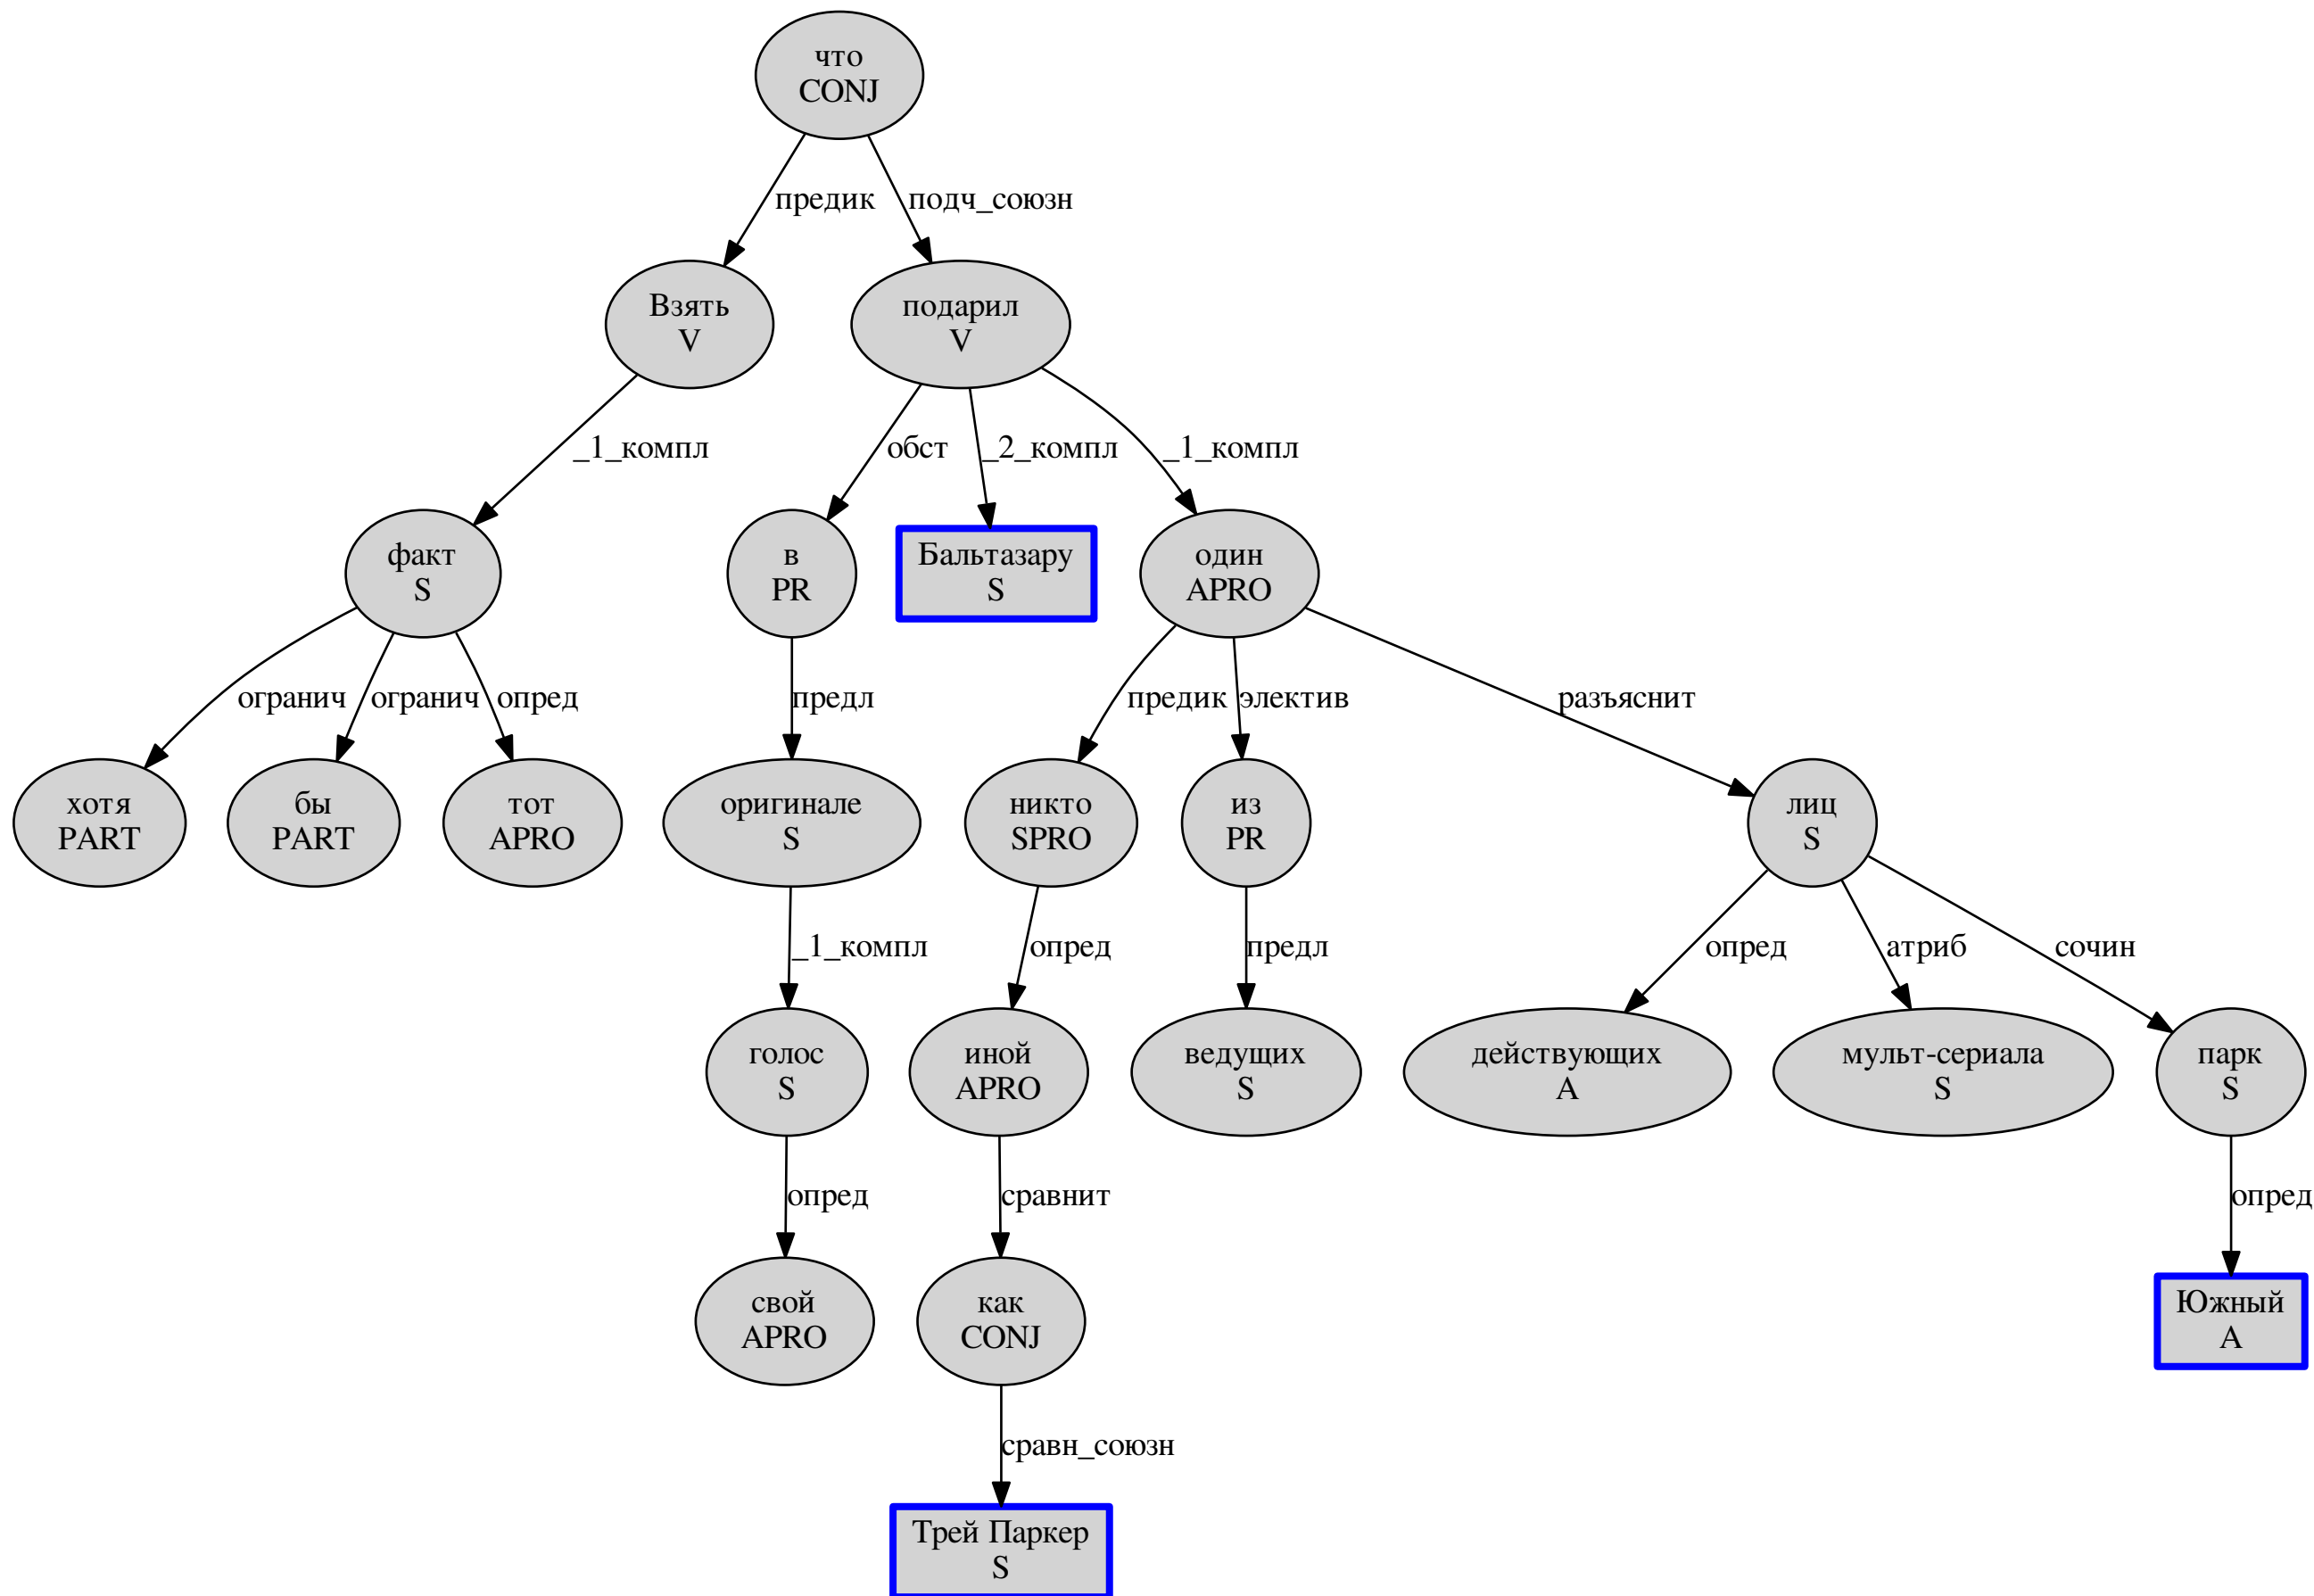 что
CONJ
предик
подч_союзн
Взять
V
подарил
V
_1_компл
обст
_2_компл
_1_компл
факт
S
в
PR
Бальтазару
S
один
APRO
огранич
огранич
опред
предл
предик
электив
разъяснит
хотя
PART
бы
PART
тот
APRO
оригинале
S
никто
SPRO
из
PR
лиц
S
_1_компл
опред
предл
опред
атриб
сочин
голос
S
иной
APRO
ведущих
S
действующих
A
мульт-сериала
S
парк
S
опред
сравнит
опред
свой
APRO
как
CONJ
Южный
A
сравн_союзн
Трей Паркер
S